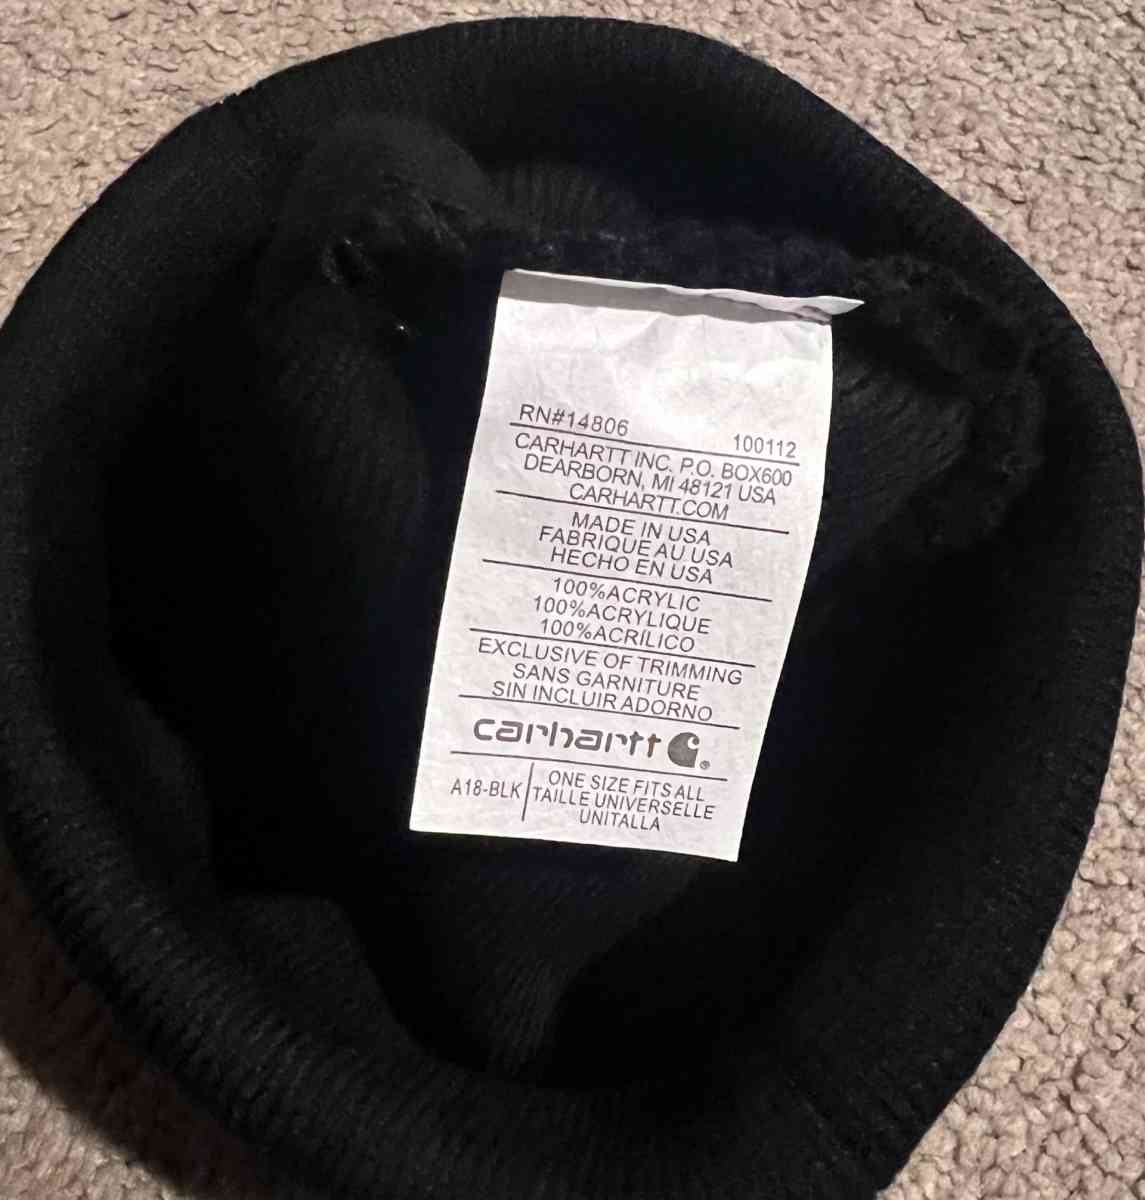 RN#14806 100112
CARHARTT INC. P.O. BOX600
DEARBORN, MI 48121 USA
CARHARTT.COM
MADE IN USA
FABRIQUE AU.USA
HECHO EN USA
100%ACRYLIC
100%ACRYLIQUE
100%ACRILICO
EXCLUSIVE OF TRIMMING
SANS GARNITURE
SIN INCLUIR ADORNO
carhartt ®
A18-BLK
ONE SIZE FITS ALL
TAILLE UNIVERSELLE
UNITALLA